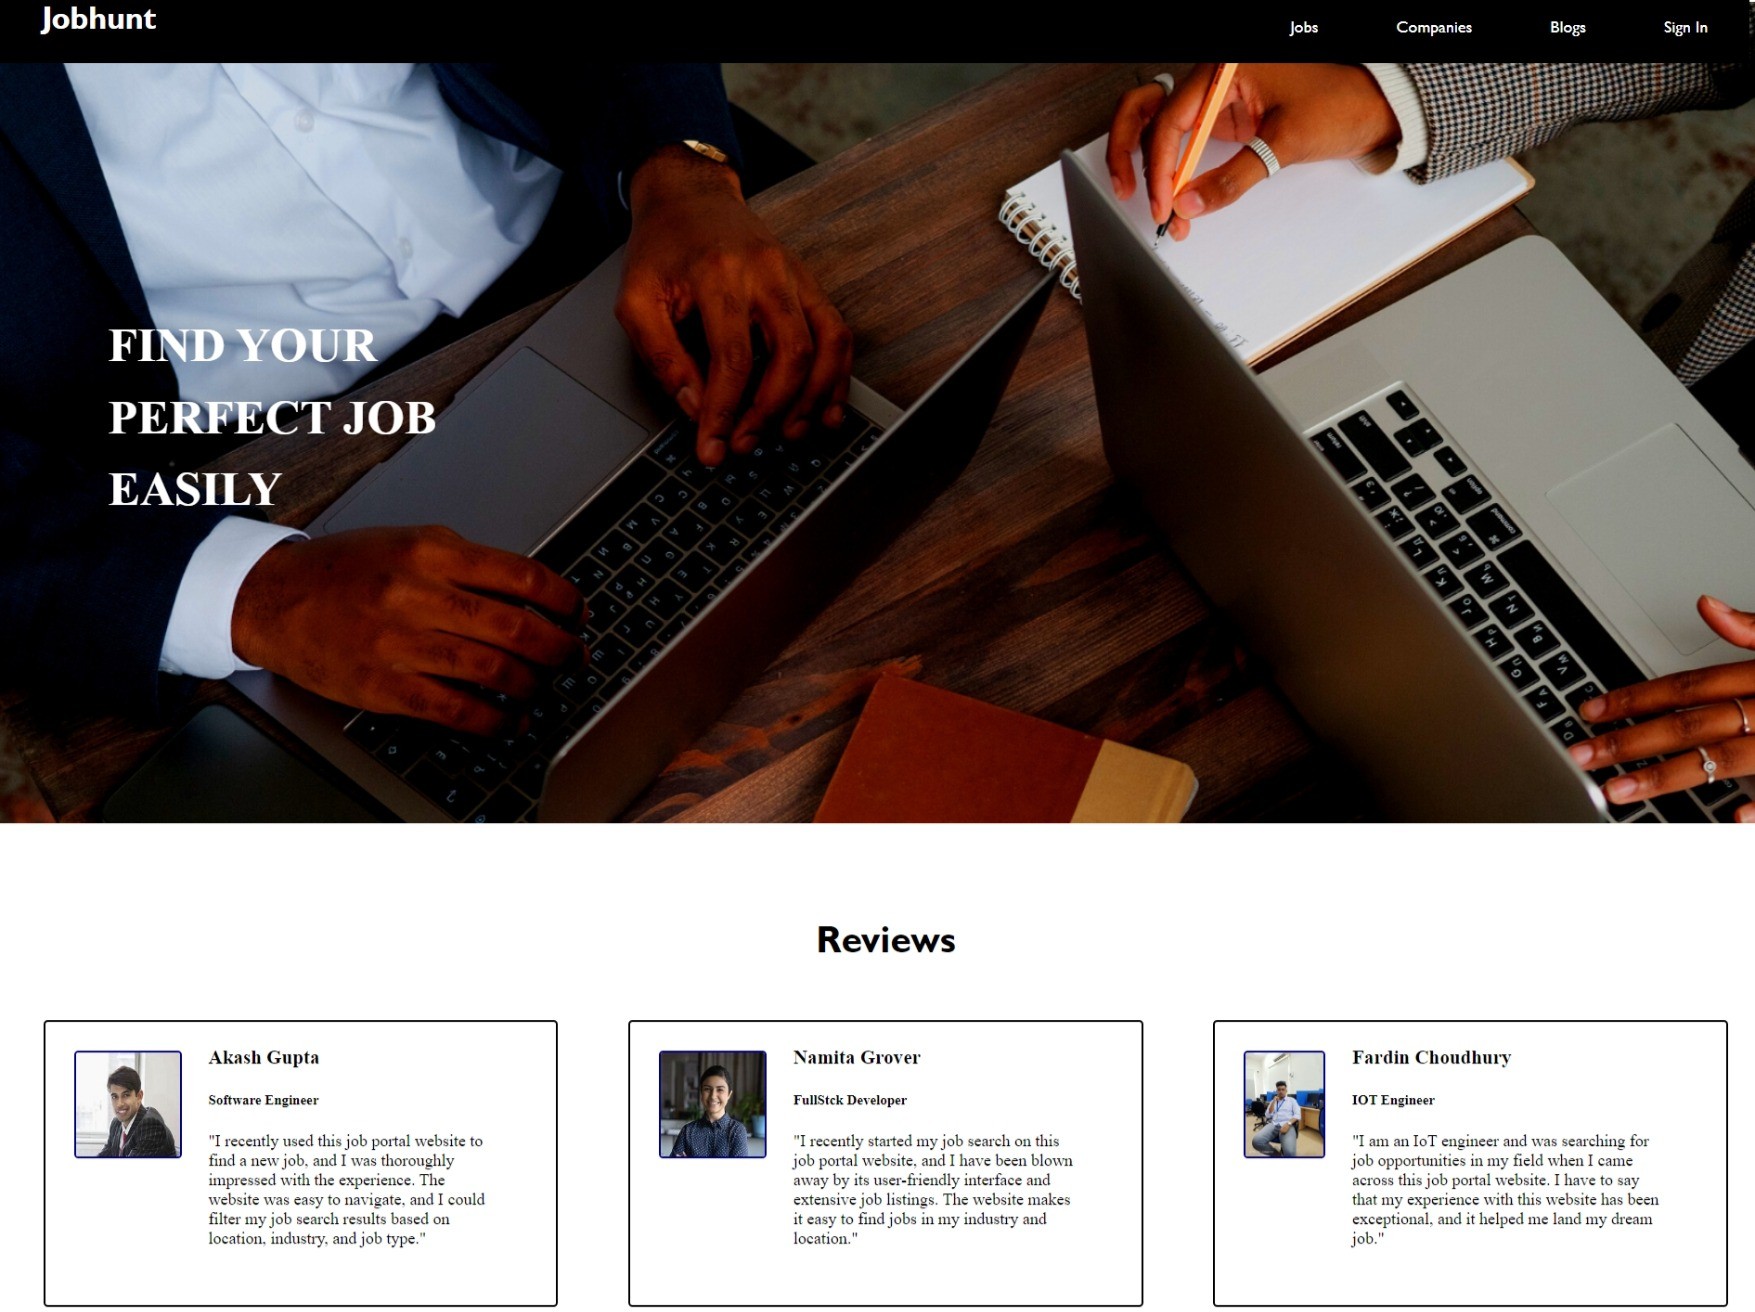 Jobhunt
Jobs Companies Blogs Sign In
FIND YOUR
PERFECT JOB
EASILY
Reviews
Akash Gupta
Software Engineer
"I recently used this job portal website to
find a new job, and I was thoroughly
impressed with the experience. The
website was easy to navigate, and I could
filter my job search results based on
location, industry, and job type."
Namita Grover
FullStck Developer
"I recently started my job search on this
job portal website, and I have been blown
away by its user-friendly interface and
extensive job listings. The website makes
it easy to find jobs in my industry and
location."
Fardin Choudhury
IOT Engineer
"I am an IoT engineer and was searching for
job opportunities in my field when I came
across this job portal website. I have to say
that my experience with this website has been
exceptional, and it helped me land my dream
job."